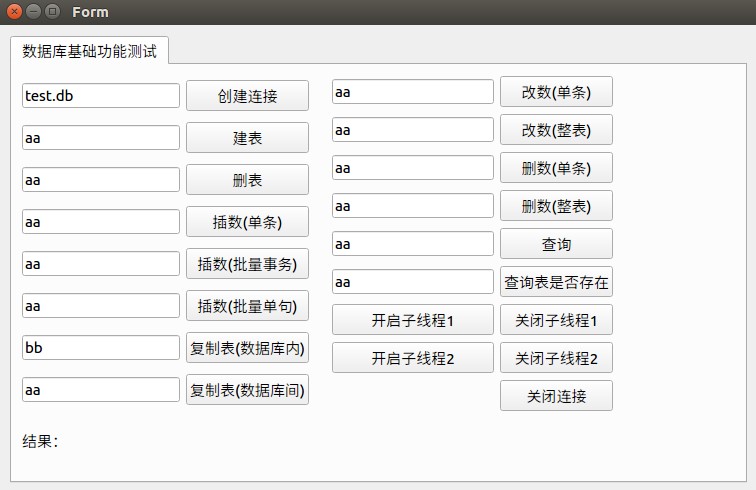 Form
数据库基础功能测试
test.db 创建连接
aa 建表
aa 删表
aa 插数(单条)
aa 插数(批量事务)
aa 插数(批量单句)
bb 复制表(数据库内)
aa 复制表(数据库间)
aa 改数(单条)
aa 改数(整表)
aa 删数(单条)
aa 删数(整表)
aa 查询
aa 查询表是否存在
开启子线程1 关闭子线程1
开启子线程2 关闭子线程2
关闭连接
结果：